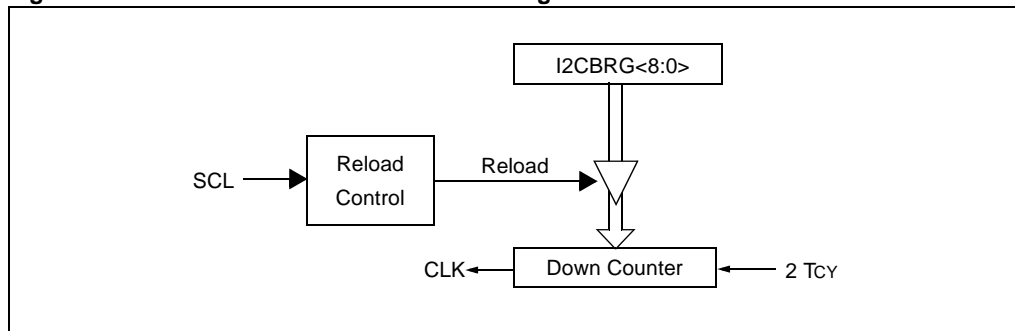 I2CBRG<8:0>
Reload
Control
Reload
SCL
CLK
Down Counter
2 TCY